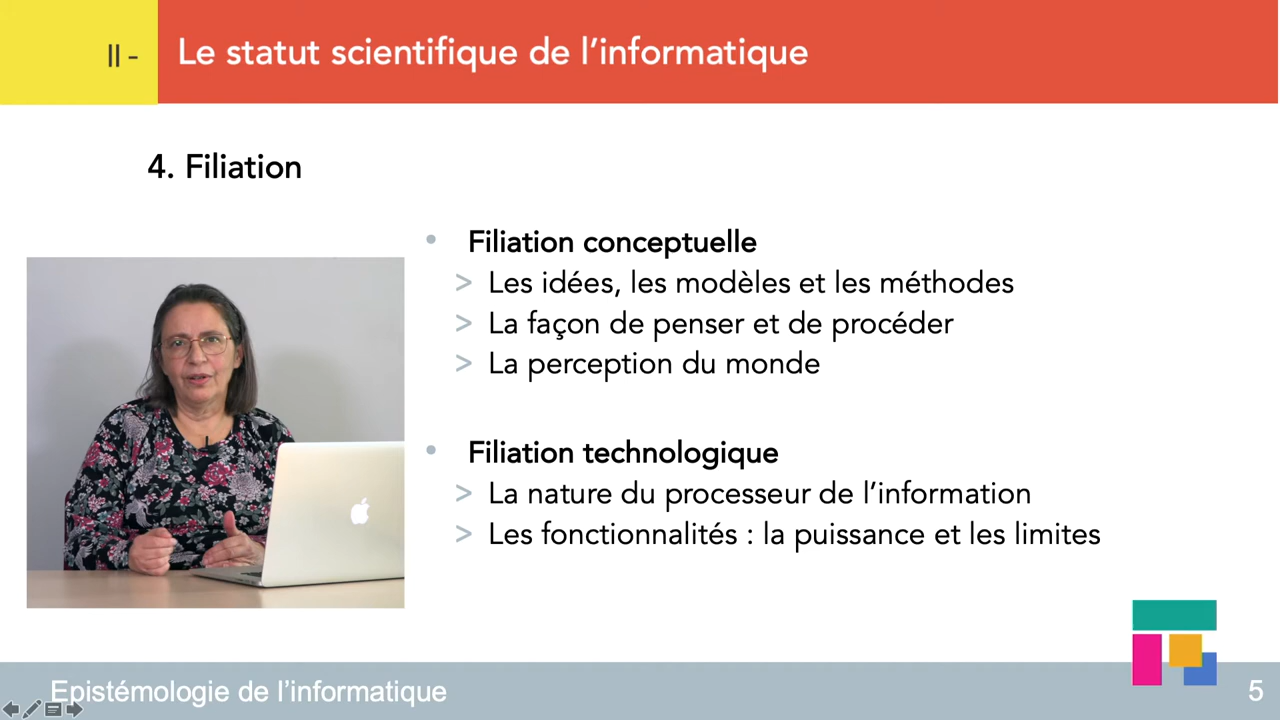 II -
Le statut scientifique de l’informatique
4. Filiation
• Filiation conceptuelle
> Les idées, les modèles et les méthodes
> La façon de penser et de procéder
> La perception du monde
• Filiation technologique
> La nature du processeur de l’information
> Les fonctionnalités : la puissance et les limites
Epistémologie de l’informatique
5